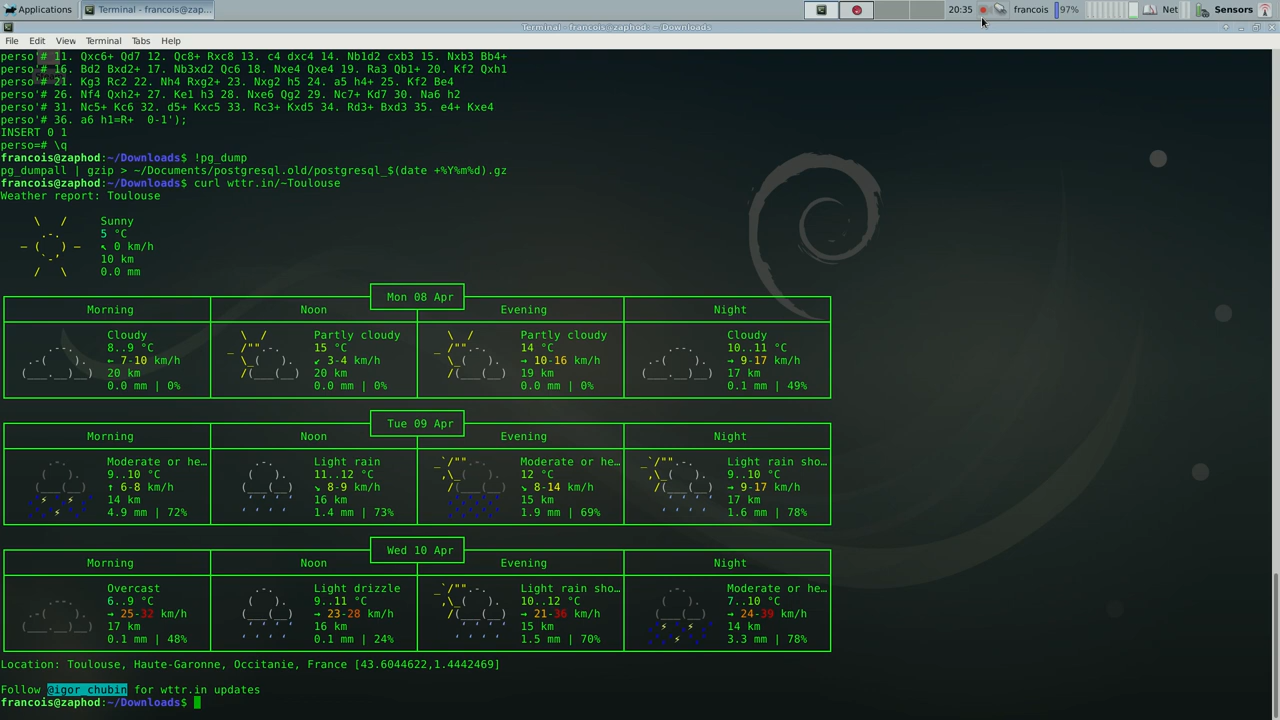 Applications Terminal - francois@zap... 20:35 francois 97% Net Sensors
Terminal - francois@zaphod: ~/Downloads
File Edit View Terminal Tabs Help
perso'# 11. Qxc6+ Qd7 12. Qc8+ Rxc8 13. c4 dxc4 14. Nb1d2 cxb3 15. Nxb3 Bb4+
perso'# 16. Bd2 Bxd2+ 17. Nb3xd2 Qc6 18. Nxe4 Qxe4 19. Ra3 Qb1+ 20. Kf2 Qxh1
perso'# 21. Kg3 Rc2 22. Nh4 Rxg2+ 23. Nxg2 h5 24. a5 h4+ 25. Kf2 Be4
perso'# 26. Nf4 Qxh2+ 27. Ke1 h3 28. Nxe6 Qg2 29. Nc7+ Kd7 30. Na6 h2
perso'# 31. Nc5+ Kc6 32. d5+ Kxc5 33. Rc3+ Kxd5 34. Rd3+ Bxd3 35. e4+ Kxe4
perso'# 36. a6 h1=R+  0-1');
INSERT 0 1
perso=# \q
francois@zaphod:~/Downloads$ !pg_dump
pg_dumpall | gzip > ~/Documents/postgresql.old/postgresql_$(date +%Y%m%d).gz
francois@zaphod:~/Downloads$ curl wttr.in/~Toulouse
Weather report: Toulouse
Sunny
5 °C
↖ 0 km/h
10 km
0.0 mm
Mon 08 Apr
Morning Noon Evening Night
Cloudy Partly cloudy Partly cloudy Cloudy
8..9 °C 15 °C 14 °C 10..11 °C
← 7-10 km/h ↙ 3-4 km/h → 10-16 km/h → 9-17 km/h
20 km 20 km 19 km 17 km
0.0 mm | 0% 0.0 mm | 0% 0.0 mm | 0% 0.1 mm | 49%
Tue 09 Apr
Morning Noon Evening Night
Moderate or he… Light rain Moderate or he… Light rain sho…
9..10 °C 11..12 °C 12 °C 9..10 °C
↑ 6-8 km/h ↘ 8-9 km/h ↘ 8-14 km/h → 9-17 km/h
14 km 16 km 15 km 17 km
4.9 mm | 72% 1.4 mm | 73% 1.9 mm | 69% 1.6 mm | 78%
Wed 10 Apr
Morning Noon Evening Night
Overcast Light drizzle Light rain sho… Moderate or he…
6..9 °C 9..11 °C 10..12 °C 7..10 °C
→ 25-32 km/h → 23-28 km/h → 21-36 km/h → 24-39 km/h
17 km 16 km 15 km 14 km
0.1 mm | 48% 0.1 mm | 24% 1.5 mm | 70% 3.3 mm | 78%
Location: Toulouse, Haute-Garonne, Occitanie, France [43.6044622,1.4442469]
Follow @igor_chubin for wttr.in updates
francois@zaphod:~/Downloads$